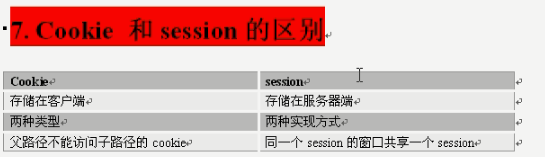 7. Cookie 和 session 的区别
Cookie session
存储在客户端 存储在服务器端
两种类型 两种实现方式
父路径不能访问子路径的 cookie 同一个 session 的窗口共享一个 session